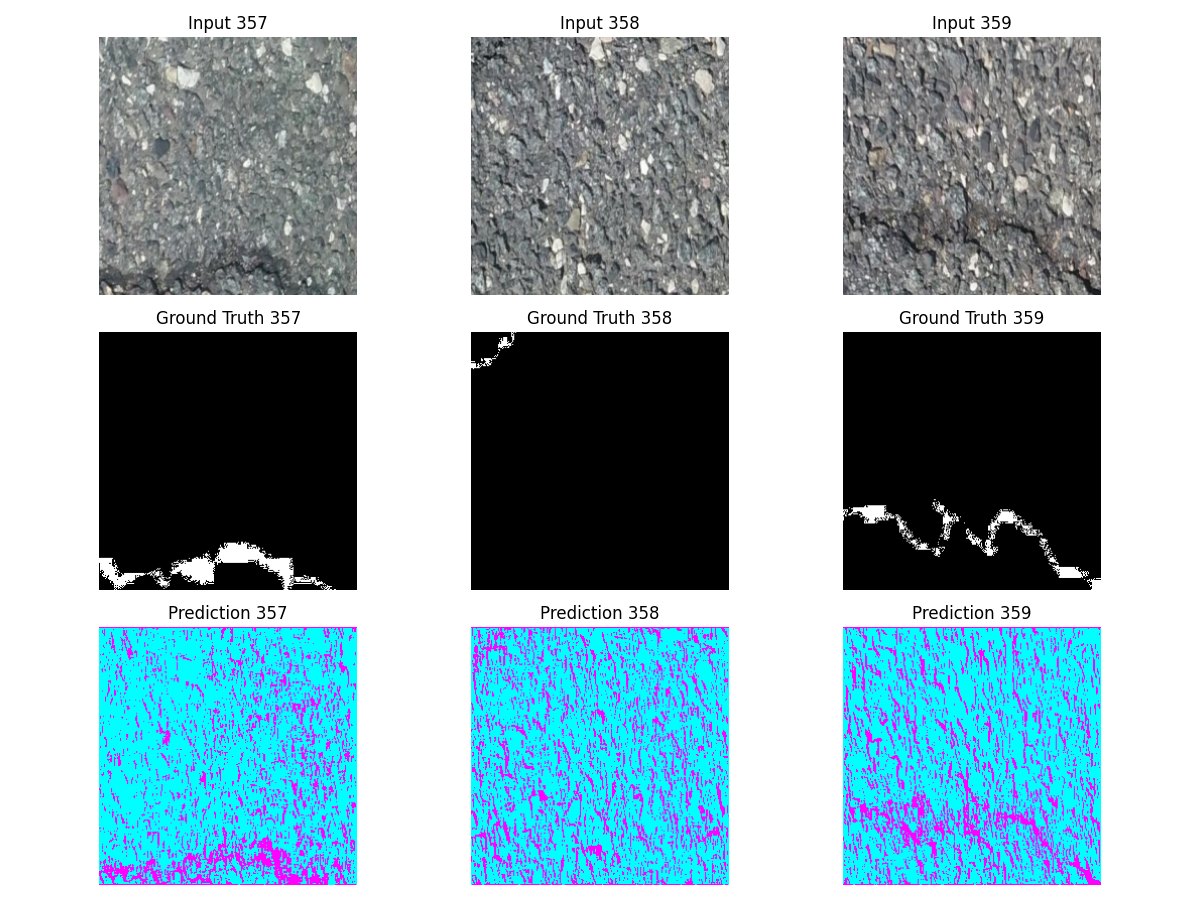 Input 357
Input 358
Input 359
Ground Truth 357
Ground Truth 358
Ground Truth 359
Prediction 357
Prediction 358
Prediction 359